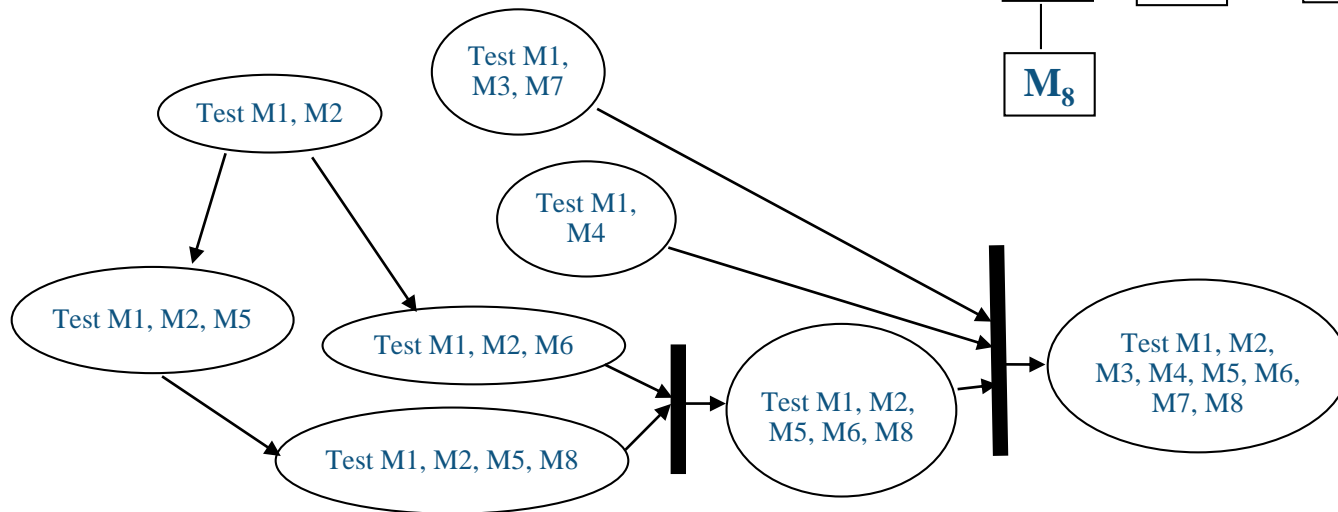 Test M1,
M3, M7
M₈
Test M1, M2
Test M1,
M4
Test M1, M2, M5
Test M1, M2, M6
Test M1, M2,
M3, M4, M5, M6,
M7, M8
Test M1, M2,
M5, M6, M8
Test M1, M2, M5, M8